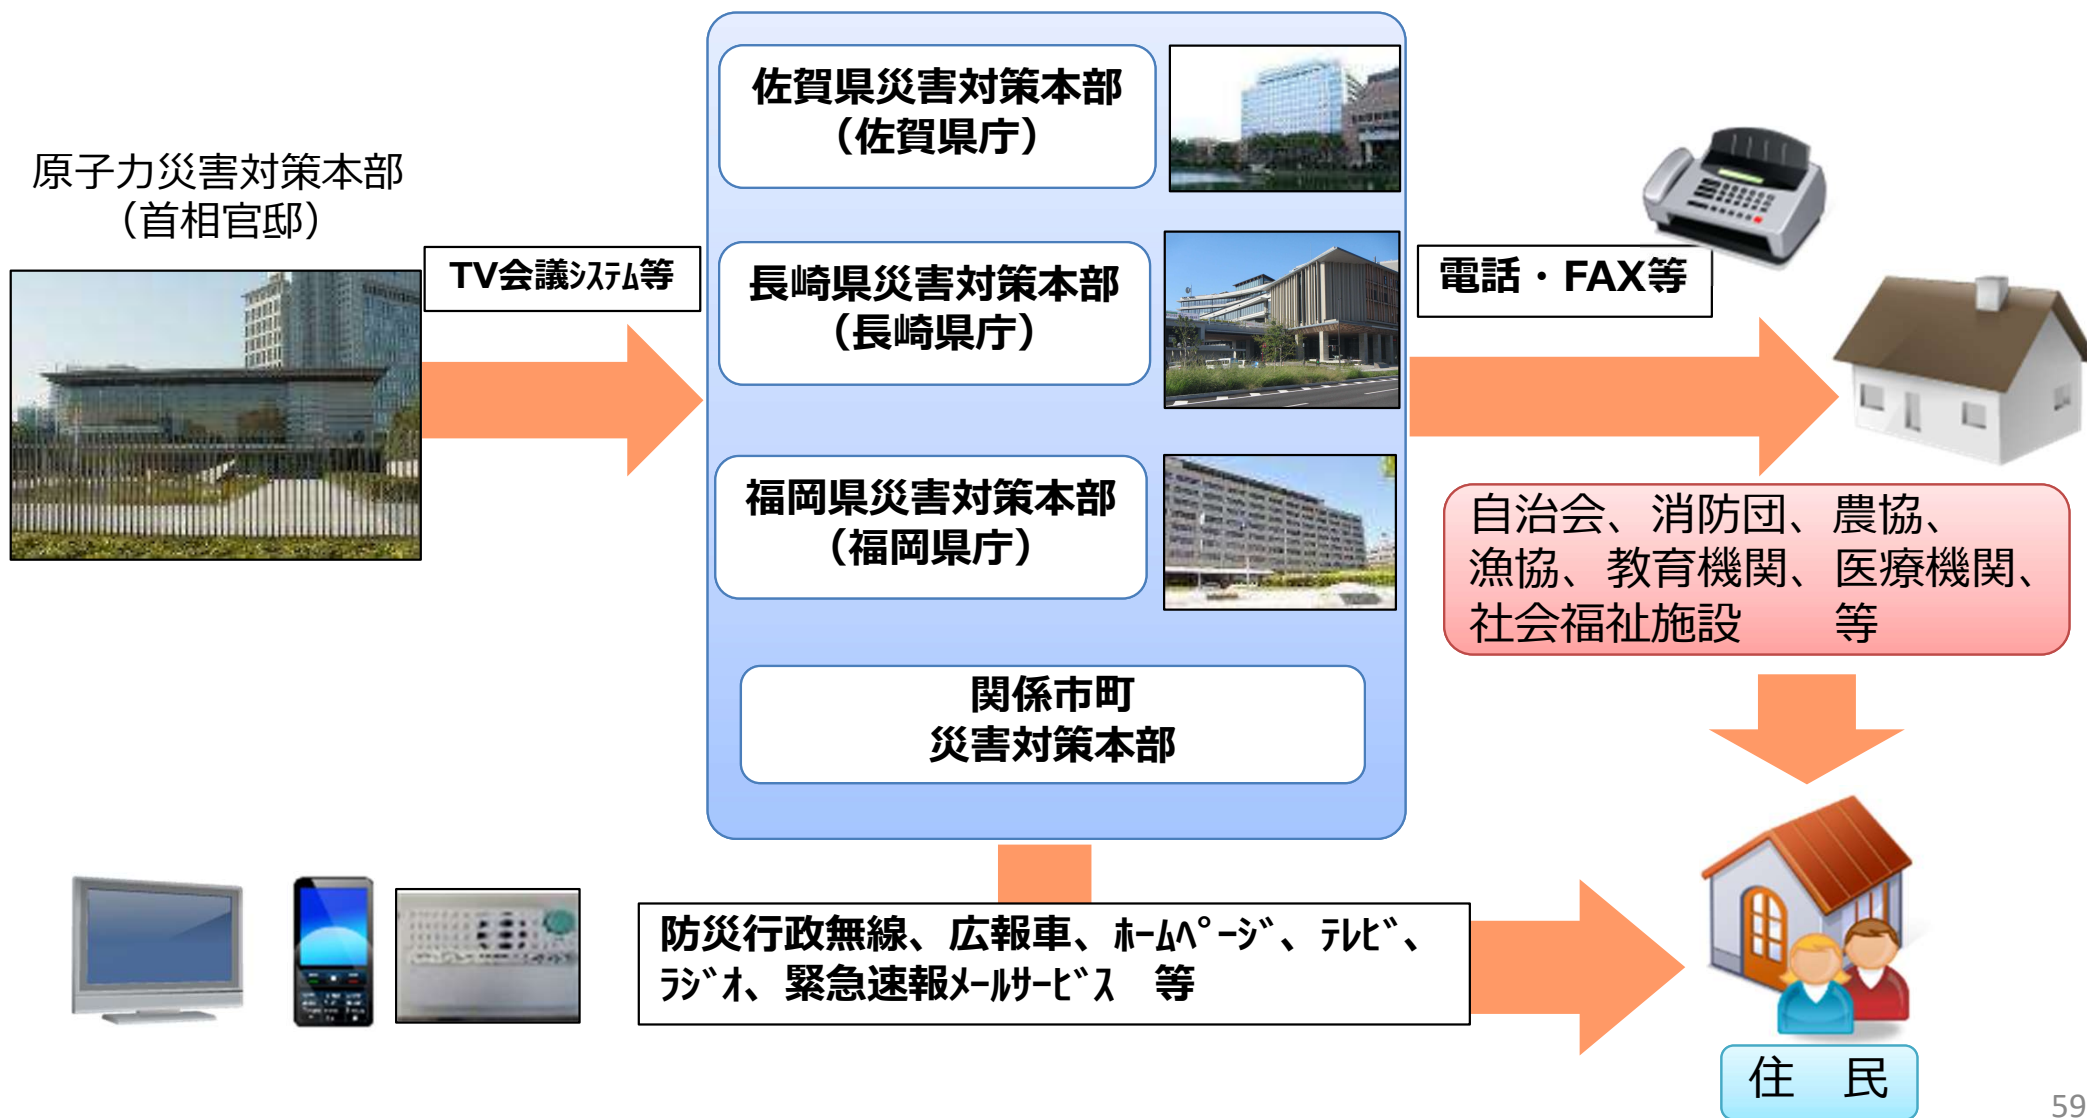 原子力災害対策本部
（首相官邸）
TV会議ｼｽﾃﾑ等
佐賀県災害対策本部
（佐賀県庁）
長崎県災害対策本部
（長崎県庁）
福岡県災害対策本部
（福岡県庁）
関係市町
災害対策本部
電話・FAX等
自治会、消防団、農協、
漁協、教育機関、医療機関、
社会福祉施設　　等
防災行政無線、広報車、ﾎｰﾑﾍﾟｰｼﾞ、ﾃﾚﾋﾞ、
ﾗｼﾞｵ、緊急速報ﾒｰﾙｻｰﾋﾞｽ　等
住　民
59